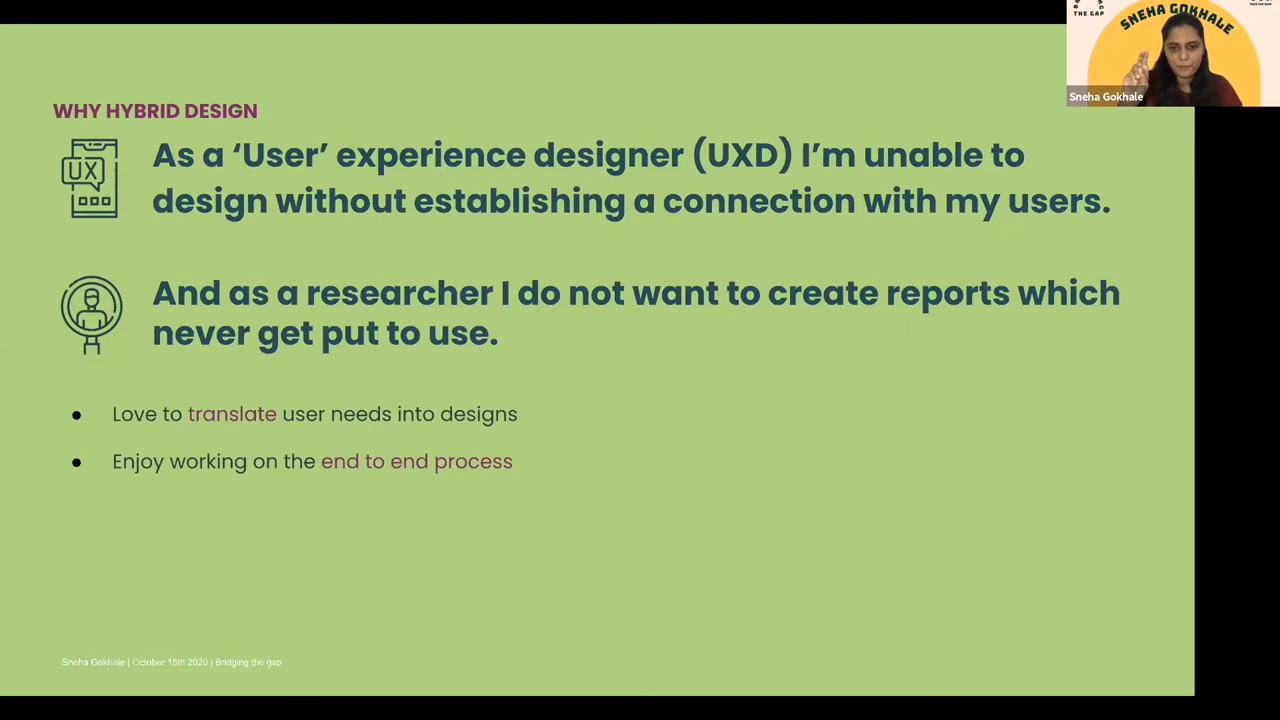 THE GAP
SNEHA GOKHALE
Sneha Gokhale
WHY HYBRID DESIGN
UX
As a ‘User’ experience designer (UXD) I’m unable to
design without establishing a connection with my users.
And as a researcher I do not want to create reports which
never get put to use.
● Love to translate user needs into designs
● Enjoy working on the end to end process
Sneha Gokhale | October 15th 2020 | Bridging the gap